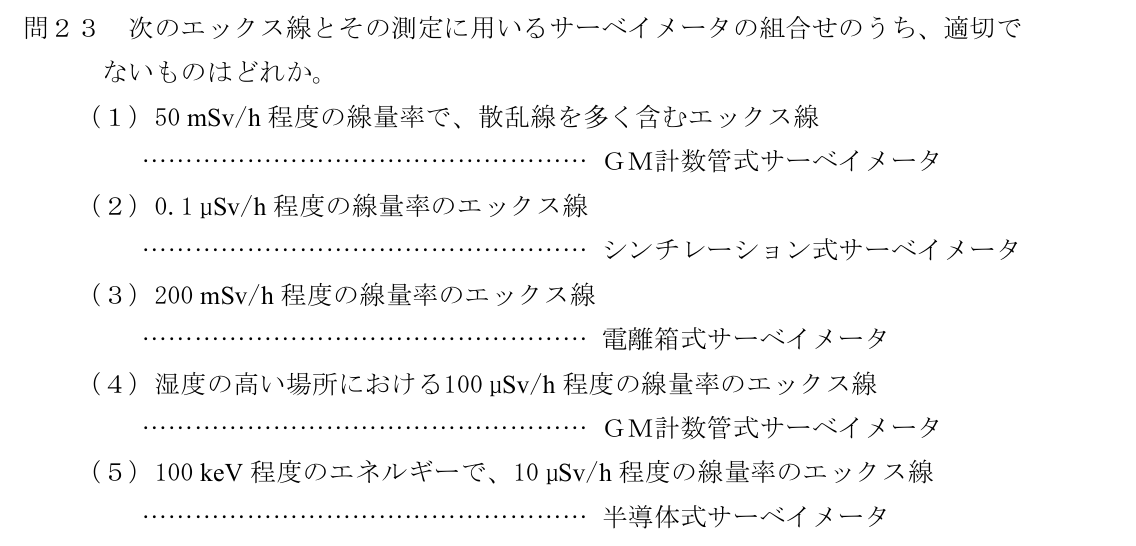 問２３　次のエックス線とその測定に用いるサーベイメータの組合せのうち、適切で
ないものはどれか。
（１）50 mSv/h 程度の線量率で、散乱線を多く含むエックス線
…………………………………………… ＧＭ計数管式サーベイメータ
（２）0.1 µSv/h 程度の線量率のエックス線
…………………………………………… シンチレーション式サーベイメータ
（３）200 mSv/h 程度の線量率のエックス線
…………………………………………… 電離箱式サーベイメータ
（４）湿度の高い場所における100 µSv/h 程度の線量率のエックス線
…………………………………………… ＧＭ計数管式サーベイメータ
（５）100 keV 程度のエネルギーで、10 µSv/h 程度の線量率のエックス線
…………………………………………… 半導体式サーベイメータ